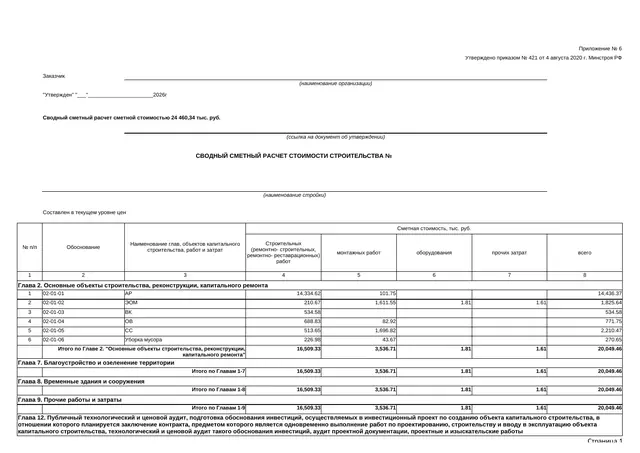 Приложение № 6
Утверждено приказом № 421 от 4 августа 2020 г. Минстроя РФ
Заказчик
(наименование организации)
"Утвержден" "___"______________________2026г
Сводный сметный расчет сметной стоимостью 24 460,34 тыс. руб.
(ссылка на документ об утверждении)
СВОДНЫЙ СМЕТНЫЙ РАСЧЕТ СТОИМОСТИ СТРОИТЕЛЬСТВА №
(наименование стройки)
Составлен в текущем уровне цен
№ п/п Обоснование Наименование глав, объектов капитального строительства, работ и затрат Сметная стоимость, тыс. руб.
Строительных (ремонтно- строительных, ремонтно- реставрационных) работ монтажных работ оборудования прочих затрат всего
1 2 3 4 5 6 7 8
Глава 2. Основные объекты строительства, реконструкции, капитального ремонта
1 02-01-01 АР 14,334.62 101.75 14,436.37
2 02-01-02 ЭОМ 210.67 1,611.55 1.81 1.61 1,825.64
3 02-01-03 ВК 534.58 534.58
4 02-01-04 ОВ 688.83 82.92 771.75
5 02-01-05 СС 513.65 1,696.82 2,210.47
6 02-01-06 Уборка мусора 226.98 43.67 270.65
Итого по Главе 2. "Основные объекты строительства, реконструкции, капитального ремонта" 16,509.33 3,536.71 1.81 1.61 20,049.46
Глава 7. Благоустройство и озеленение территории
Итого по Главам 1-7 16,509.33 3,536.71 1.81 1.61 20,049.46
Глава 8. Временные здания и сооружения
Итого по Главам 1-8 16,509.33 3,536.71 1.81 1.61 20,049.46
Глава 9. Прочие работы и затраты
Итого по Главам 1-9 16,509.33 3,536.71 1.81 1.61 20,049.46
Глава 12. Публичный технологический и ценовой аудит, подготовка обоснования инвестиций, осуществляемых в инвестиционный проект по созданию объекта капитального строительства, в
отношении которого планируется заключение контракта, предметом которого является одновременно выполнение работ по проектированию, строительству и вводу в эксплуатацию объекта
капитального строительства, технологический и ценовой аудит такого обоснования инвестиций, аудит проектной документации, проектные и изыскательские работы
Страница 1